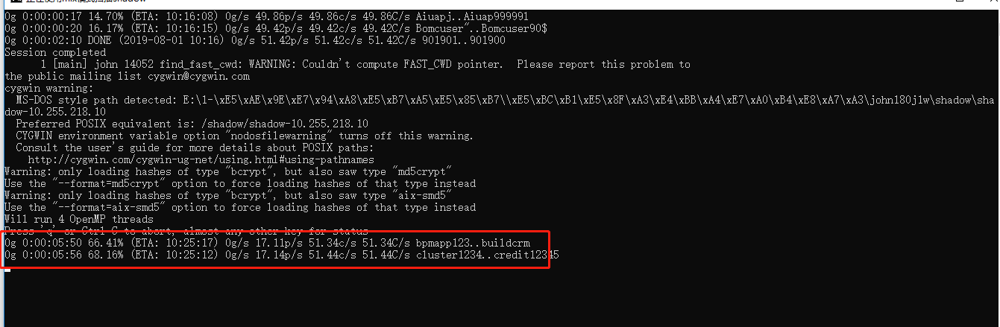 0g 0:00:00:17 14.70% (ETA: 10:16:08) 0g/s 49.86p/s 49.86c/s 49.86C/s Aiuapj..Aiuap999991
0g 0:00:00:20 16.17% (ETA: 10:16:15) 0g/s 49.42p/s 49.42c/s 49.42C/s Bomcuser"..Bomcuser90$
0g 0:00:02:10 DONE (2019-08-01 10:16) 0g/s 51.42p/s 51.42c/s 51.42C/s 901901..901900
Session completed
1 [main] john 14052 find_fast_cwd: WARNING: Couldn't compute FAST_CWD pointer.  Please report this problem to
the public mailing list cygwin@cygwin.com
cygwin warning:
MS-DOS style path detected: E:\1-\xE5\xAE\x9E\xE7\x94\xA8\xE5\xB7\xA5\xE5\x85\xB7\\xE5\xBC\xB1\xE5\x8F\xA3\xE4\xBB\xA4\xE7\xA0\xB4\xE8\xA7\xA3\john180j1w\shadow\sha
dow-10.255.218.10
Preferred POSIX equivalent is: /shadow/shadow-10.255.218.10
CYGWIN environment variable option "nodosfilewarning" turns off this warning.
Consult the user's guide for more details about POSIX paths:
http://cygwin.com/cygwin-ug-net/using.html#using-pathnames
Warning: only loading hashes of type "bcrypt", but also saw type "md5crypt"
Use the "--format=md5crypt" option to force loading hashes of that type instead
Warning: only loading hashes of type "bcrypt", but also saw type "aix-smd5"
Use the "--format=aix-smd5" option to force loading hashes of that type instead
Will run 4 OpenMP threads
Press 'q' or Ctrl-C to abort, almost any other key for status
0g 0:00:05:50 66.41% (ETA: 10:25:17) 0g/s 17.11p/s 51.34c/s 51.34C/s bpmapp123..buildcrm
0g 0:00:05:56 68.16% (ETA: 10:25:12) 0g/s 17.14p/s 51.44c/s 51.44C/s cluster1234..credit12345